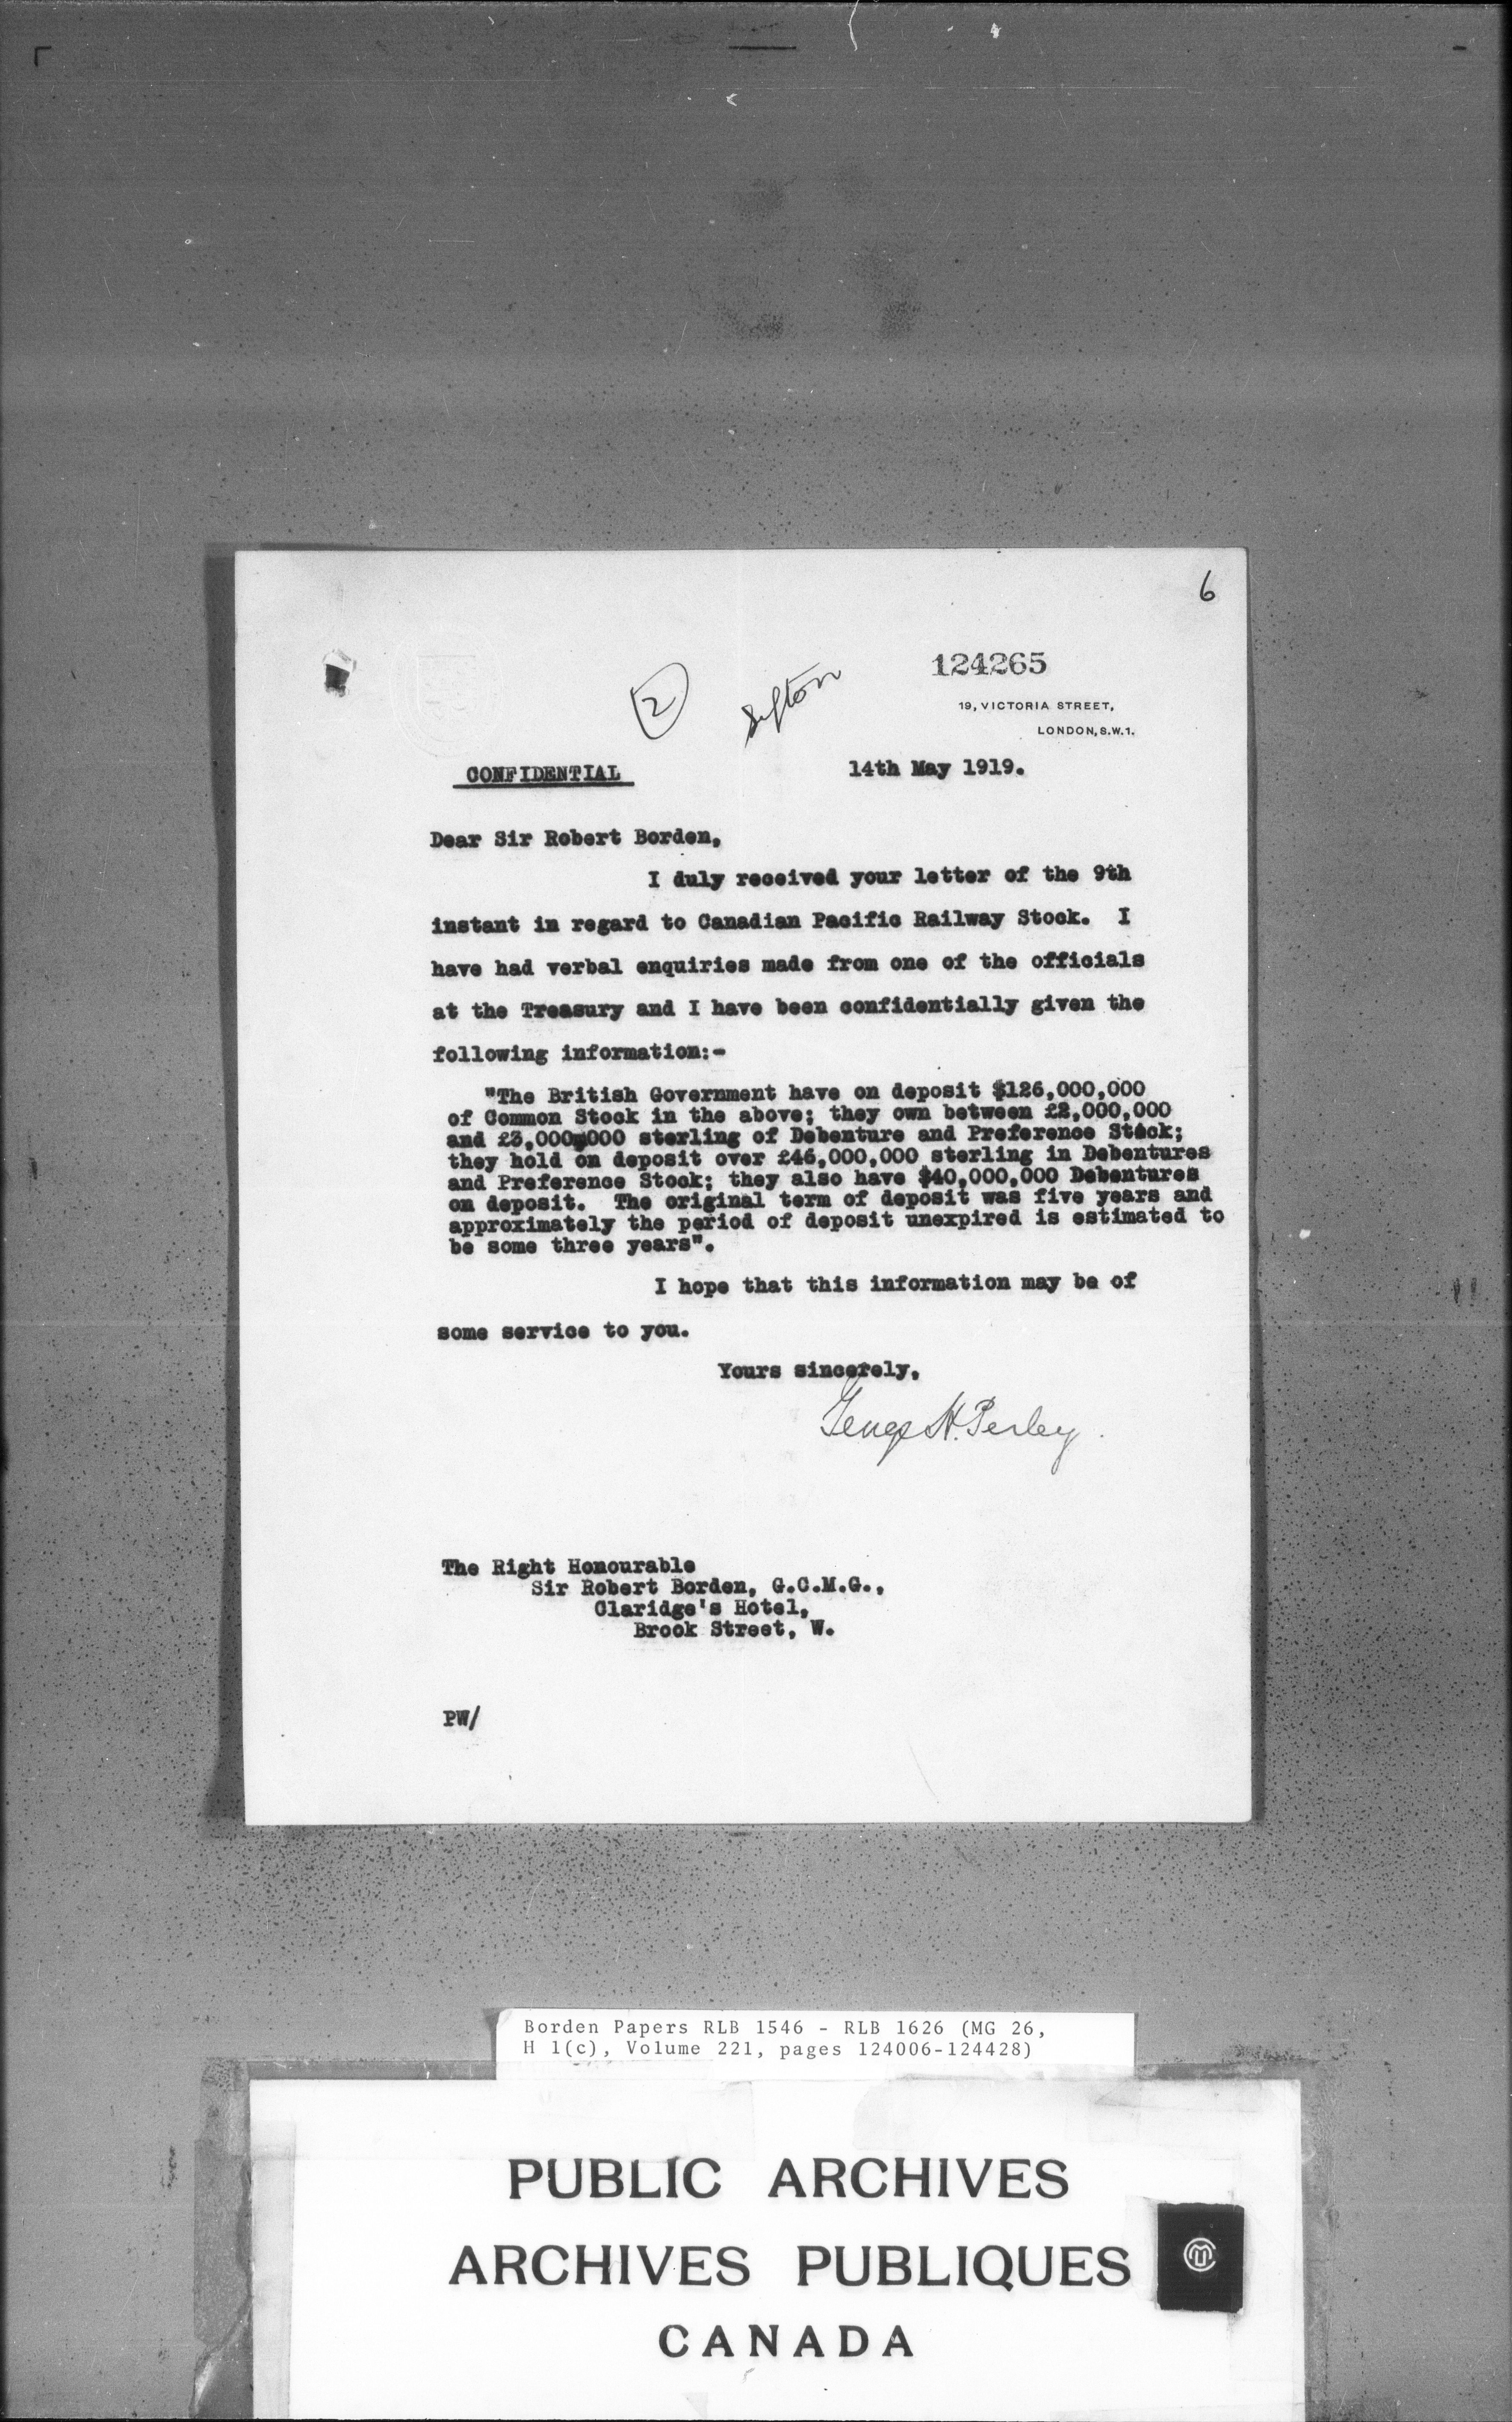 6
124265
2
Sifton
19, VICTORIA STREET,
LONDON, S.W.1.
CONFIDENTIAL
14th May 1919.
Dear Sir Robert Borden,
I duly received your letter of the 9th
instant in regard to Canadian Pacific Railway Stock. I
have had verbal enquiries made from one of the officials
at the Treasury and I have been confidentially given the
following information:-
"The British Government have on deposit $126,000,000
of Common Stock in the above; they own between £2,000,000
and £3,000,000 sterling of Debenture and Preference Stock;
they hold on deposit over £46,000,000 sterling in Debentures
and Preference Stock; they also have $40,000,000 Debentures
on deposit. The original term of deposit was five years and
approximately the period of deposit unexpired is estimated to
be some three years".
I hope that this information may be of
some service to you.
Yours sincerely,
George H. Perley.
The Right Honourable
Sir Robert Borden, G.C.M.G.,
Claridge's Hotel,
Brook Street, W.
PW/
Borden Papers RLB 1546 - RLB 1626 (MG 26,
H 1(c), Volume 221, pages 124006-124428)
PUBLIC ARCHIVES
ARCHIVES PUBLIQUES
CANADA